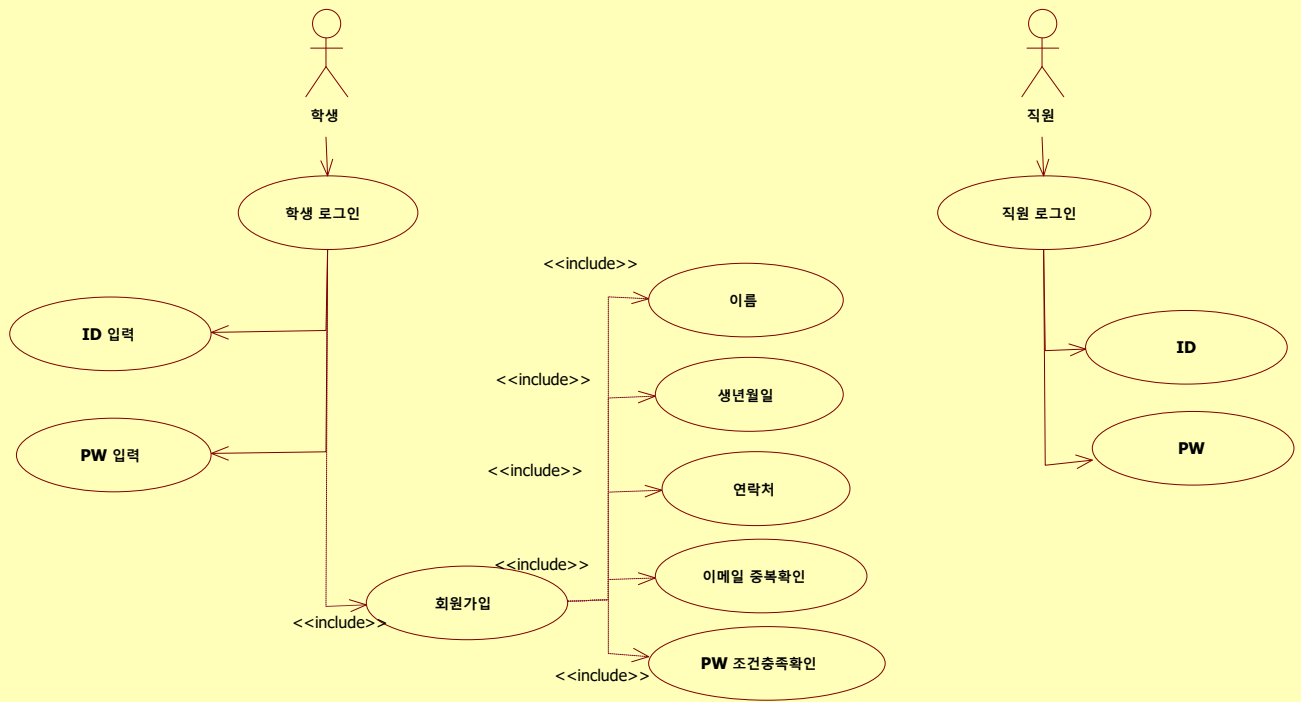 학생
직원
학생 로그인
직원 로그인
<<include>>
이름
ID 입력
ID
<<include>>
생년월일
PW 입력
PW
<<include>>
연락처
<<include>>
이메일 중복확인
회원가입
<<include>>
PW 조건충족확인
<<include>>